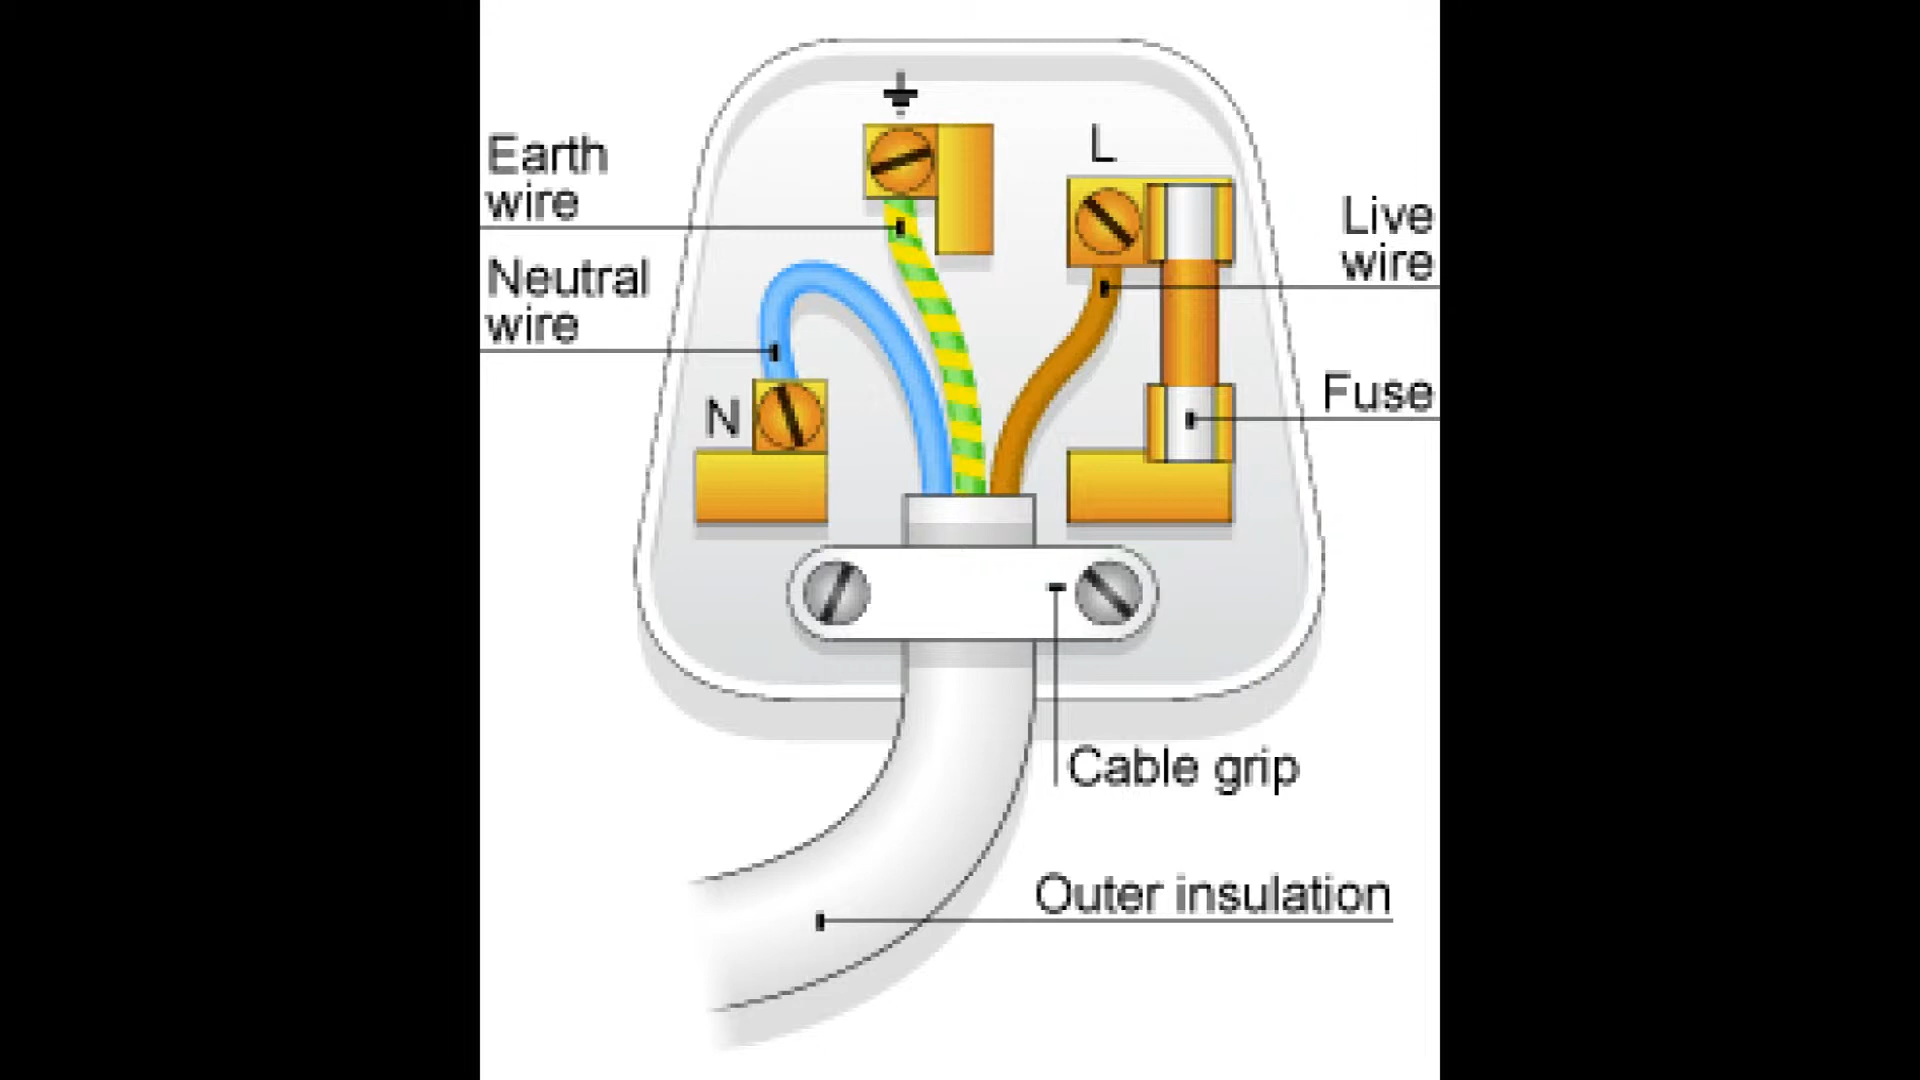 Earth
wire
Neutral
wire
N
L
Live
wire
Fuse
Cable grip
Outer insulation